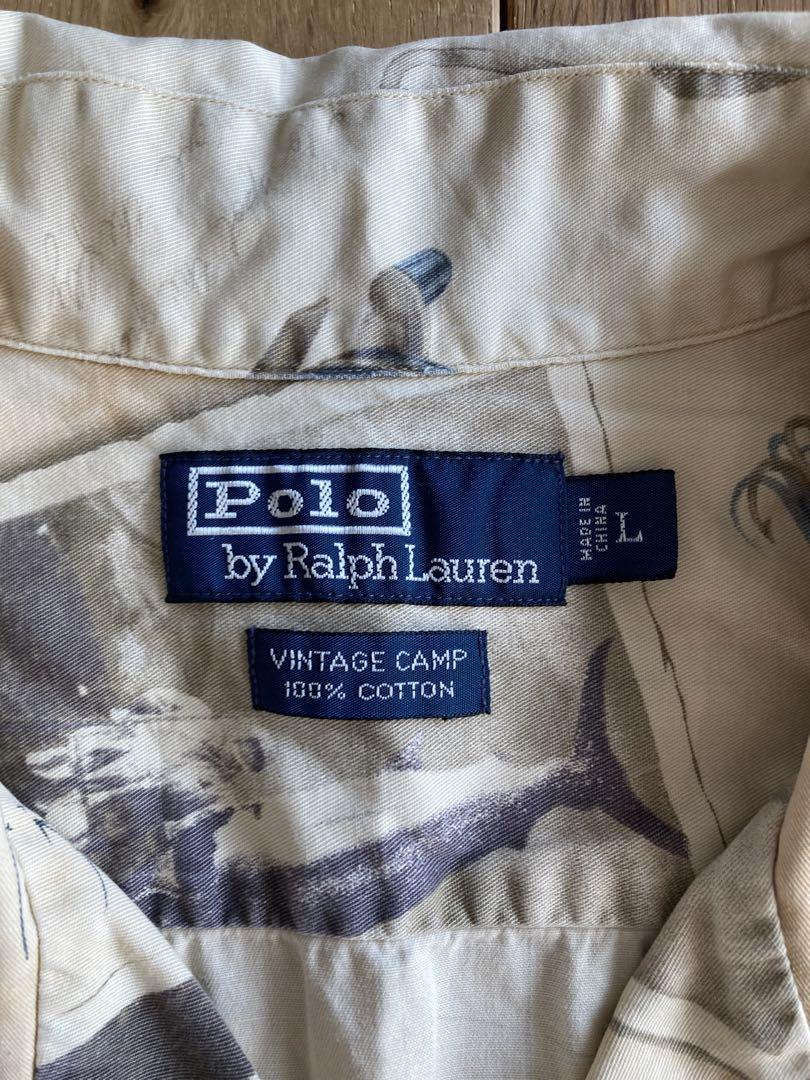 Polo
by Ralph Lauren
MADE IN
CHINA
L
VINTAGE CAMP
100% COTTON